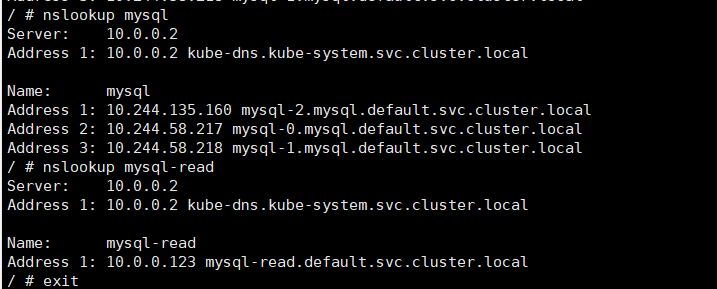 / # nslookup mysql
Server:    10.0.0.2
Address 1: 10.0.0.2 kube-dns.kube-system.svc.cluster.local

Name:      mysql
Address 1: 10.244.135.160 mysql-2.mysql.default.svc.cluster.local
Address 2: 10.244.58.217 mysql-0.mysql.default.svc.cluster.local
Address 3: 10.244.58.218 mysql-1.mysql.default.svc.cluster.local
/ # nslookup mysql-read
Server:    10.0.0.2
Address 1: 10.0.0.2 kube-dns.kube-system.svc.cluster.local

Name:      mysql-read
Address 1: 10.0.0.123 mysql-read.default.svc.cluster.local
/ # exit